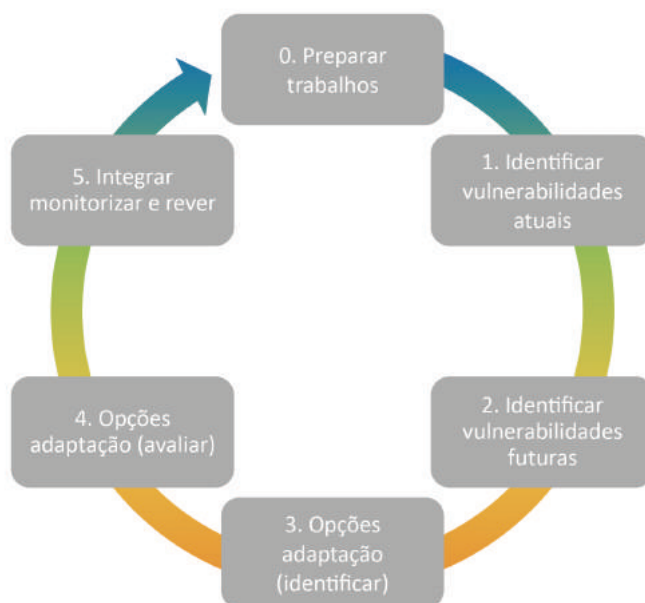 0. Preparar
trabalhos
1. Identificar
vulnerabilidades
atuais
2. Identificar
vulnerabilidades
futuras
3. Opções
adaptação
(identificar)
4. Opções
adaptação (avaliar)
5. Integrar
monitorizar e rever